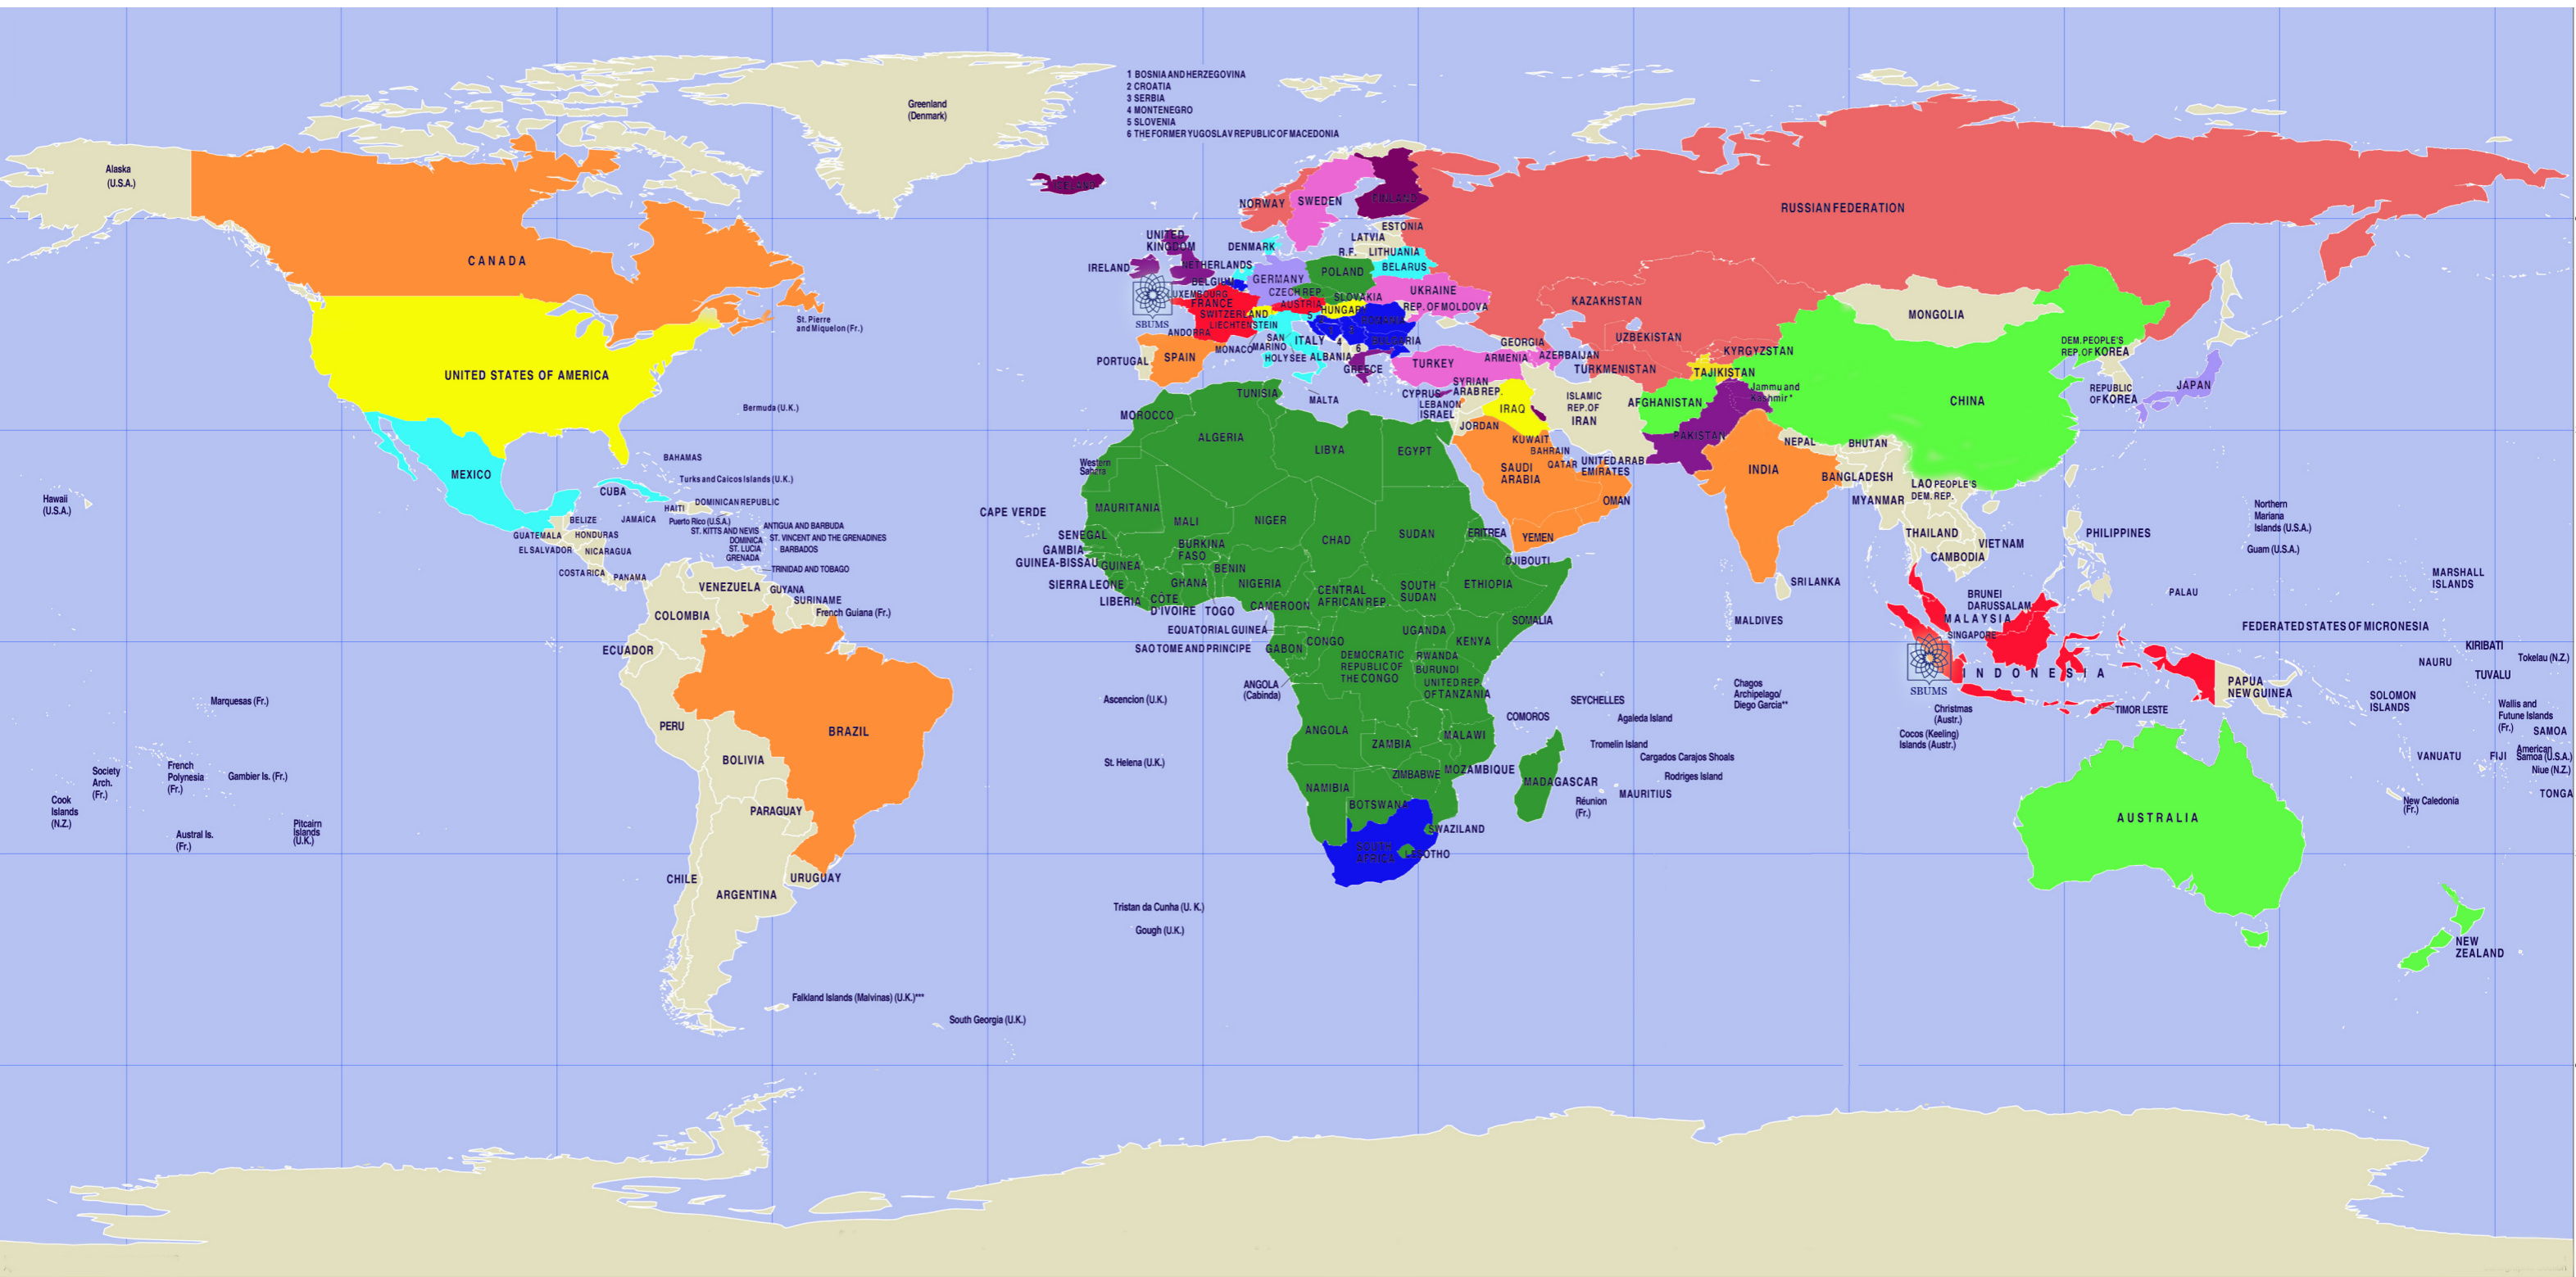 1 BOSNIA AND HERZEGOVINA
2 CROATIA
3 SERBIA
4 MONTENEGRO
5 SLOVENIA
6 THE FORMER YUGOSLAV REPUBLIC OF MACEDONIA
Greenland
(Denmark)
Alaska
(U.S.A.)
ICELAND
CANADA
NORWAY
SWEDEN
FINLAND
RUSSIAN FEDERATION
ESTONIA
LATVIA
R.F.
LITHUANIA
UNITED
KINGDOM
DENMARK
IRELAND
NETHERLANDS
BELGIUM
GERMANY
POLAND
BELARUS
LUXEMBOURG
CZECH REP.
SLOVAKIA
UKRAINE
FRANCE
AUSTRIA
HUNGARY
REP. OF MOLDOVA
SWITZERLAND
LIECHTENSTEIN
5
ROMANIA
3
KAZAKHSTAN
MONGOLIA
SBUMS
ANDORRA
SAN
MARINO
ITALY
4
6
BULGARIA
GEORGIA
UZBEKISTAN
KYRGYZSTAN
DEM. PEOPLE'S
REP. OF KOREA
PORTUGAL
SPAIN
MONACO
HOLY SEE
ALBANIA
GREECE
TURKEY
ARMENIA
AZERBAIJAN
TURKMENISTAN
TAJIKISTAN
St. Pierre
and Miquelon (Fr.)
UNITED STATES OF AMERICA
Bermuda (U.K.)
MALTA
CYPRUS
SYRIAN
ARAB REP.
LEBANON
ISRAEL
IRAQ
ISLAMIC
REP. OF
IRAN
AFGHANISTAN
Jammu and
Kashmir *
CHINA
REPUBLIC
OF KOREA
JAPAN
TUNISIA
MOROCCO
ALGERIA
LIBYA
EGYPT
JORDAN
KUWAIT
BAHRAIN
QATAR
UNITED ARAB
EMIRATES
SAUDI
ARABIA
OMAN
YEMEN
PAKISTAN
NEPAL
BHUTAN
INDIA
BANGLADESH
MYANMAR
LAO PEOPLE'S
DEM. REP.
THAILAND
VIET NAM
CAMBODIA
PHILIPPINES
Northern
Mariana
Islands (U.S.A.)
Guam (U.S.A.)
Hawaii
(U.S.A.)
MEXICO
BAHAMAS
Turks and Caicos Islands (U.K.)
CUBA
HAITI
DOMINICAN REPUBLIC
JAMAICA
Puerto Rico (U.S.A.)
ST. KITTS AND NEVIS
ANTIGUA AND BARBUDA
DOMINICA
ST. VINCENT AND THE GRENADINES
ST. LUCIA
BARBADOS
GRENADA
TRINIDAD AND TOBAGO
BELIZE
GUATEMALA
HONDURAS
EL SALVADOR
NICARAGUA
COSTA RICA
PANAMA
VENEZUELA
GUYANA
SURINAME
French Guiana (Fr.)
COLOMBIA
ECUADOR
PERU
BRAZIL
BOLIVIA
PARAGUAY
CHILE
ARGENTINA
URUGUAY
Western
Sahara
CAPE VERDE
MAURITANIA
MALI
NIGER
CHAD
SUDAN
ERITREA
SENEGAL
GAMBIA
GUINEA-BISSAU
GUINEA
BURKINA
FASO
BENIN
NIGERIA
DJIBOUTI
SIERRA LEONE
LIBERIA
CÔTE
D'IVOIRE
GHANA
TOGO
CAMEROON
CENTRAL
AFRICAN REP.
SOUTH
SUDAN
ETHIOPIA
SOMALIA
EQUATORIAL GUINEA
SAO TOME AND PRINCIPE
GABON
CONGO
DEMOCRATIC
REPUBLIC OF
THE CONGO
UGANDA
KENYA
RWANDA
BURUNDI
UNITED REP.
OF TANZANIA
ANGOLA
(Cabinda)
Ascencion (U.K.)
SEYCHELLES
COMOROS
Agaleda Island
Tromelin Island
Cargados Carajos Shoals
Rodriges Island
MAURITIUS
Réunion
(Fr.)
ANGOLA
ZAMBIA
MALAWI
MOZAMBIQUE
ZIMBABWE
MADAGASCAR
NAMIBIA
BOTSWANA
SWAZILAND
SOUTH
AFRICA
LESOTHO
St. Helena (U.K.)
Tristan da Cunha (U. K.)
Gough (U.K.)
Falkland Islands (Malvinas) (U.K.)***
South Georgia (U.K.)
SRI LANKA
MALDIVES
Chagos
Archipelago/
Diego Garcia**
BRUNEI
DARUSSALAM
MALAYSIA
SINGAPORE
INDONESIA
SBUMS
Christmas
(Austr.)
Cocos (Keeling)
Islands (Austr.)
TIMOR LESTE
PAPUA
NEW GUINEA
PALAU
MARSHALL
ISLANDS
FEDERATED STATES OF MICRONESIA
KIRIBATI
NAURU
Tokelau (N.Z.)
TUVALU
SOLOMON
ISLANDS
Wallis and
Futune Islands
(Fr.)
SAMOA
American
Samoa (U.S.A.)
VANUATU
FIJI
Niue (N.Z.)
TONGA
New Caledonia
(Fr.)
AUSTRALIA
NEW
ZEALAND
Marquesas (Fr.)
Society
Arch.
(Fr.)
French
Polynesia
(Fr.)
Gambier Is. (Fr.)
Cook
Islands
(N.Z.)
Austral Is.
(Fr.)
Pitcairn
Islands
(U.K.)